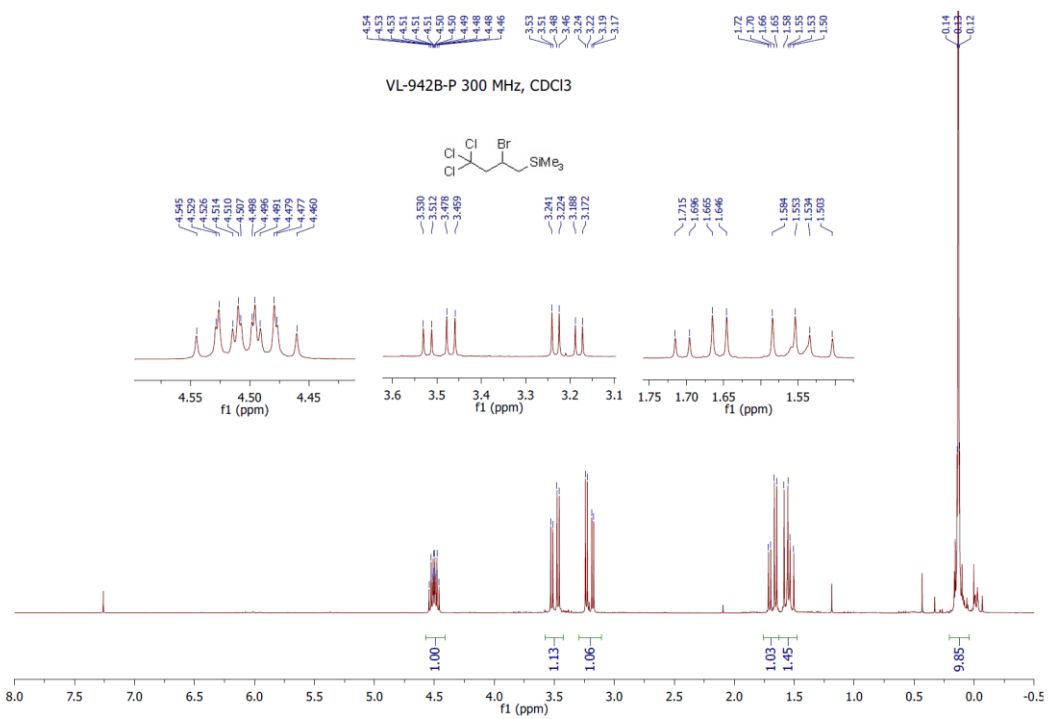 4.54 4.53 4.53 4.51 4.51 4.51 4.50 4.50 4.49 4.48 4.48 4.46 3.53 3.51 3.48 3.46 3.24 3.22 3.19 3.17 1.72 1.70 1.66 1.65 1.58 1.55 1.53 1.50 0.14 0.13 0.12
VL-942B-P 300 MHz, CDCl3
Cl Br
Cl
SiMe3
Cl
4.545 4.529 4.526 4.514 4.510 4.507 4.498 4.496 4.491 4.479 4.477 4.460 3.530 3.512 3.478 3.459 3.241 3.224 3.188 3.172 1.715 1.696 1.665 1.646 1.584 1.553 1.534 1.503
4.55 4.50 4.45 3.6 3.5 3.4 3.3 3.2 3.1 1.75 1.70 1.65 1.60 1.55
f1 (ppm) f1 (ppm) f1 (ppm)
1.00 1.13 1.06 1.03 1.45 9.85
8.0 7.5 7.0 6.5 6.0 5.5 5.0 4.5 4.0 3.5 3.0 2.5 2.0 1.5 1.0 0.5 0.0 -0.5
f1 (ppm)